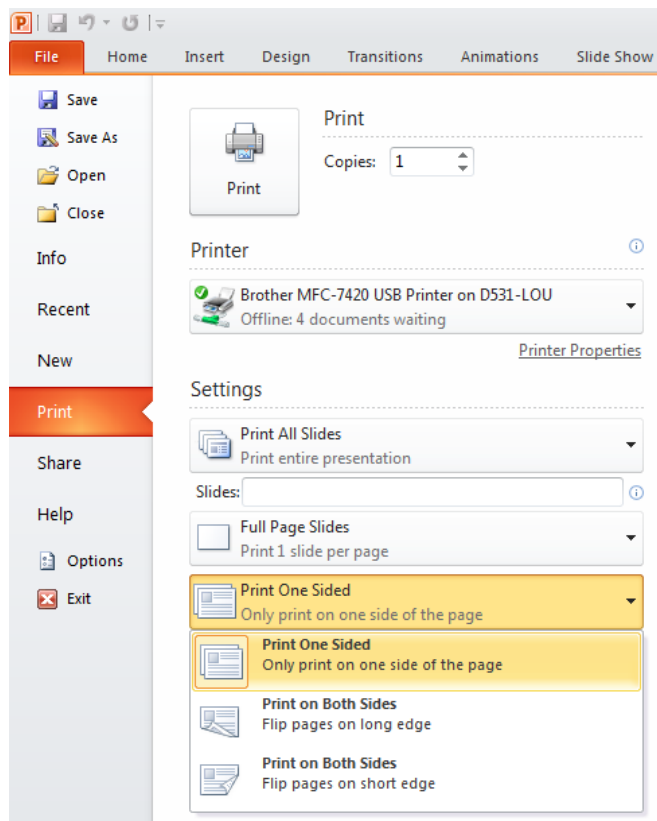 P
File Home Insert Design Transitions Animations Slide Show
Save
Save As
Open
Close
Info
Recent
New
Print
Share
Help
Options
Exit
Print
Print
Copies: 1
Printer
Brother MFC-7420 USB Printer on D531-LOU
Offline: 4 documents waiting
Printer Properties
Settings
Print All Slides
Print entire presentation
Slides:
Full Page Slides
Print 1 slide per page
Print One Sided
Only print on one side of the page
Print One Sided
Only print on one side of the page
Print on Both Sides
Flip pages on long edge
Print on Both Sides
Flip pages on short edge